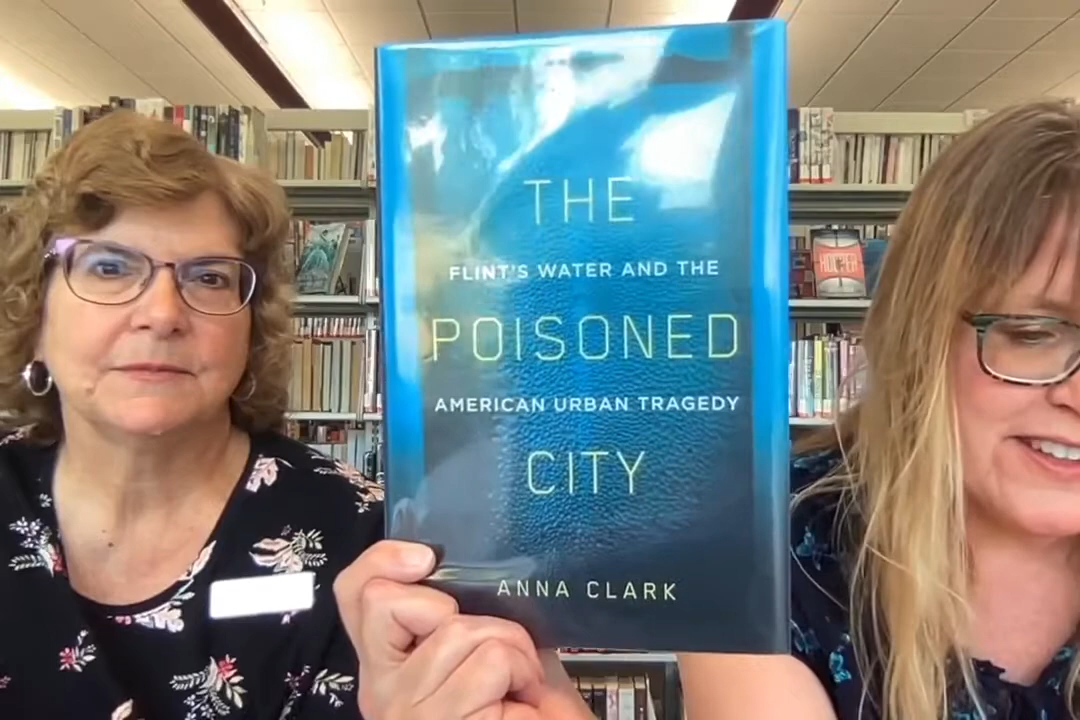 THE
FLINT'S WATER AND THE
POISONED
AMERICAN URBAN TRAGEDY
CITY
ANNA CLARK